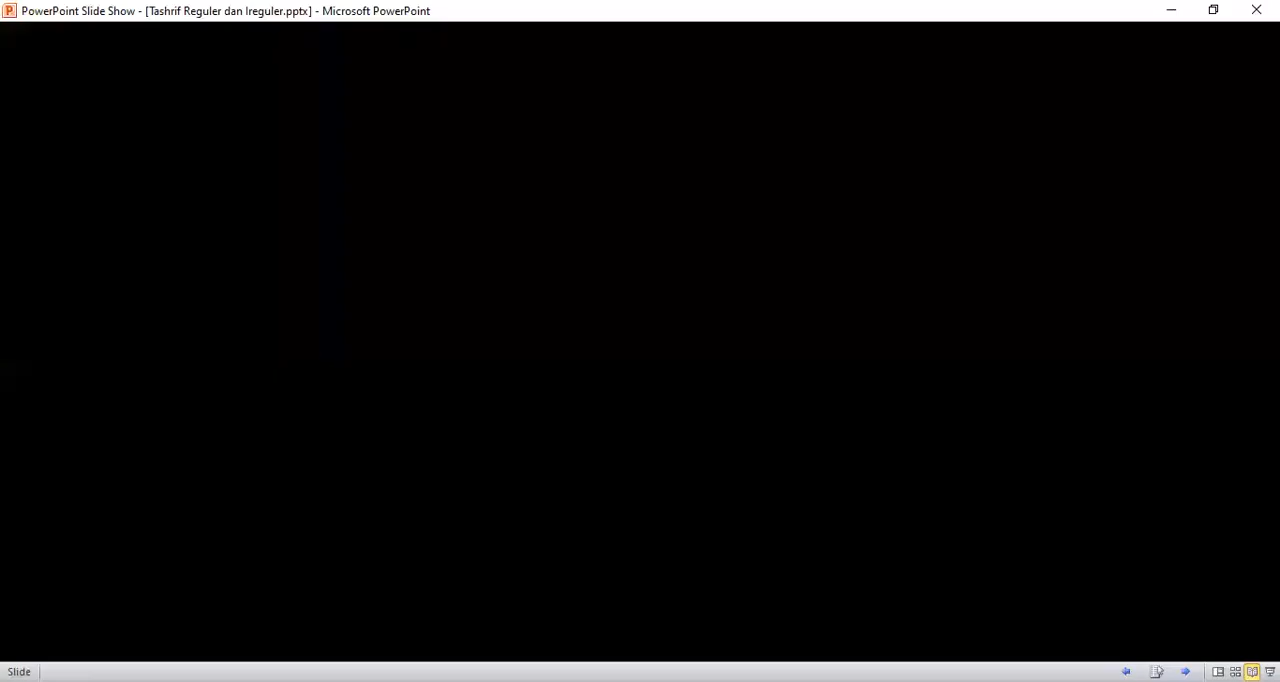 PowerPoint Slide Show - [Tashrif Reguler dan Ireguler.pptx] - Microsoft PowerPoint
Slide